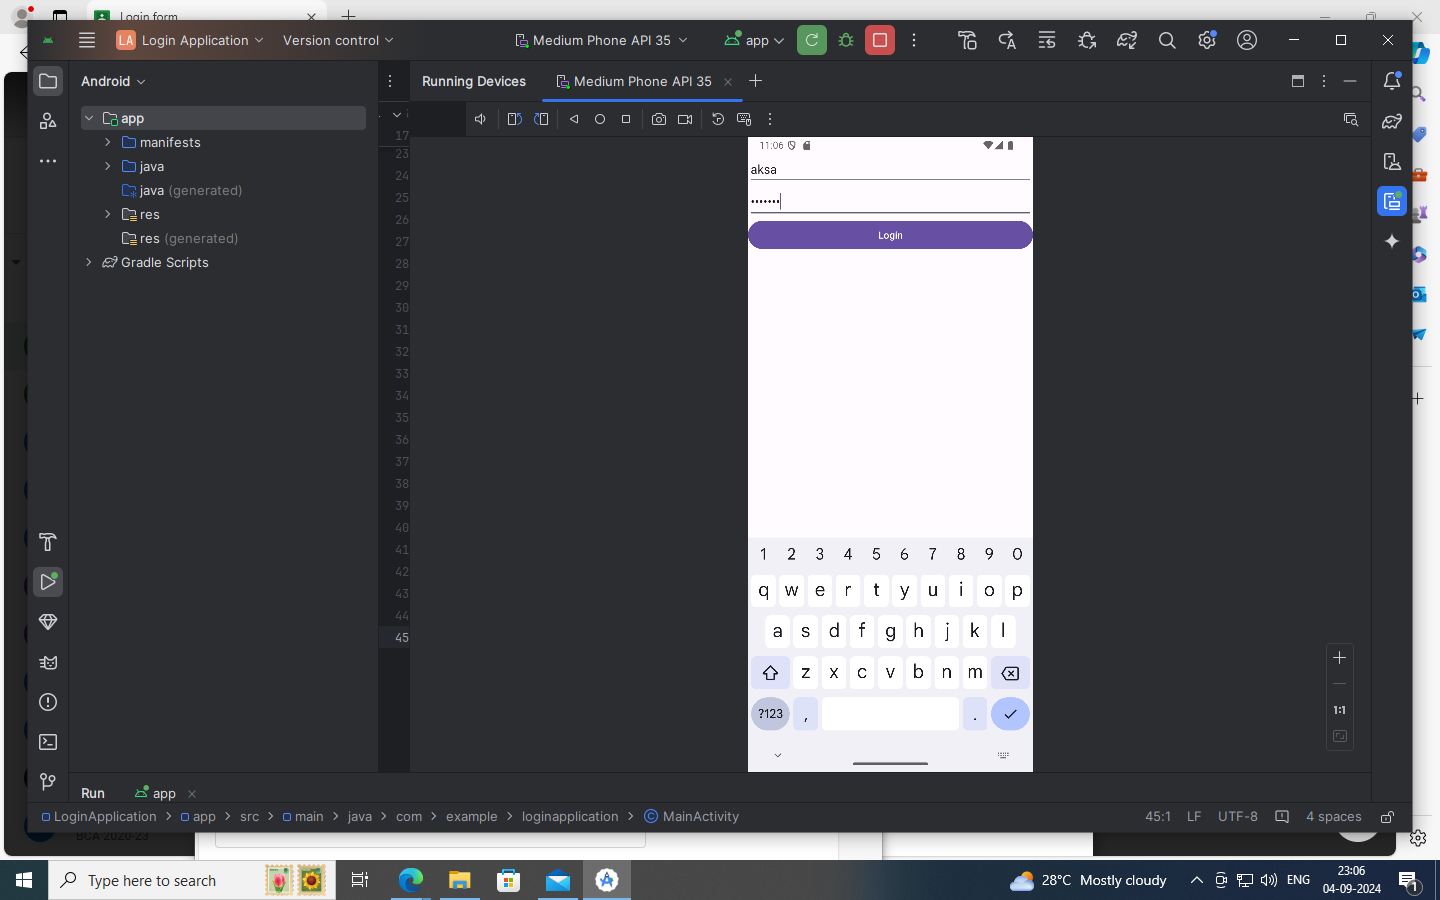 Login form
LA Login Application
Version control
Medium Phone API 35
app
Android
Running Devices
Medium Phone API 35
app
manifests
java
java (generated)
res
res (generated)
Gradle Scripts
17
23
24
25
26
27
28
29
30
31
32
33
34
35
36
37
38
39
40
41
42
43
44
45
11:06
aksa
•••••••
Login
1 2 3 4 5 6 7 8 9 0
q w e r t y u i o p
a s d f g h j k l
z x c v b n m
?123 , .
1:1
Run
app
LoginApplication > app > src > main > java > com > example > loginapplication > MainActivity
45:1 LF UTF-8 4 spaces
BCA 2020-23
Type here to search
28°C Mostly cloudy
ENG
23:06
04-09-2024
1